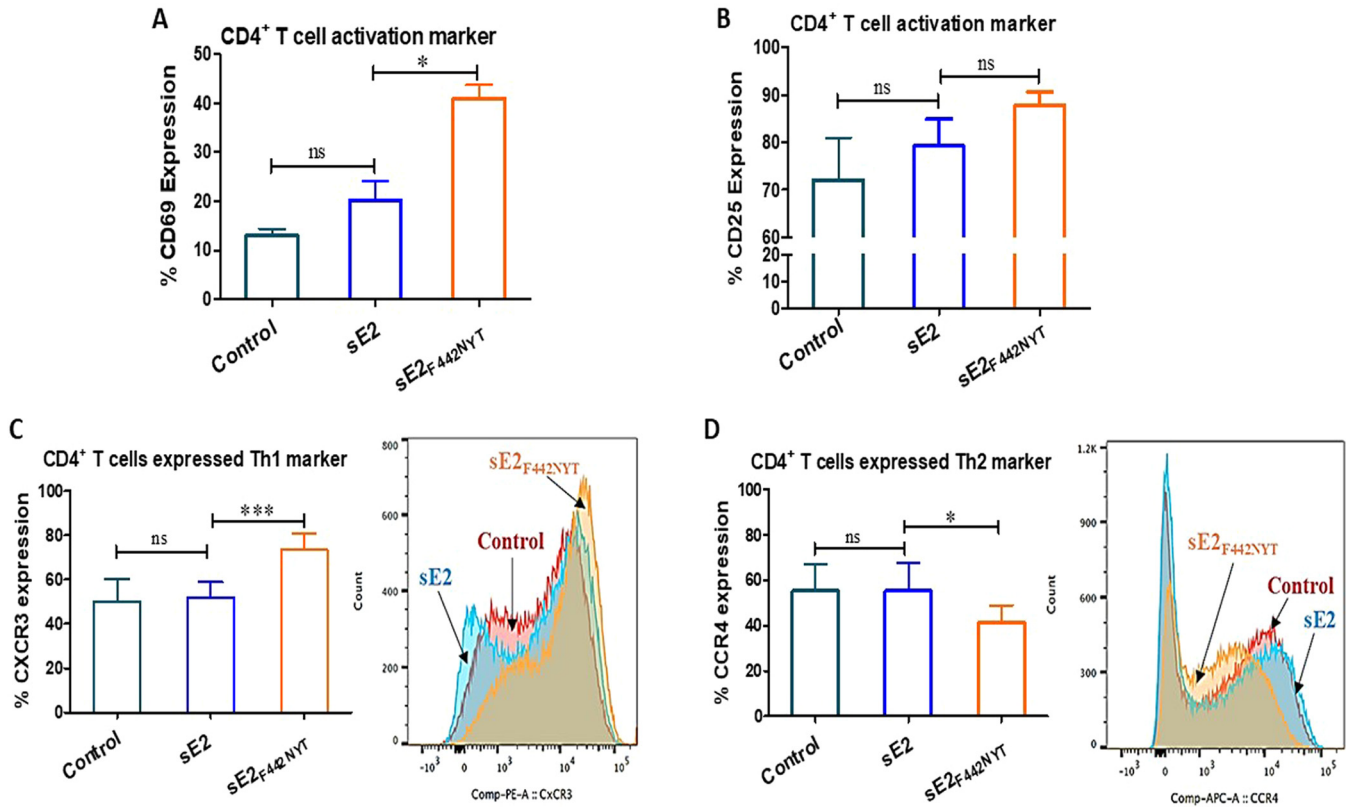 A
CD4⁺ T cell activation marker
% CD69 Expression
50
40
30
20
10
0
ns
*
Control
sE2
sE2F442NYT
B
CD4⁺ T cell activation marker
% CD25 Expression
100
90
80
70
60
20
10
0
ns
ns
Control
sE2
sE2F442NYT
C
CD4⁺ T cells expressed Th1 marker
% CXCR3 expression
100
80
60
40
20
0
ns
***
Control
sE2
sE2F442NYT
Count
800
600
400
200
0
sE2F442NYT
Control
sE2
-10³ 0 10³ 10⁴ 10⁵
Comp-PE-A :: CxCR3
D
CD4⁺ T cells expressed Th2 marker
% CCR4 expression
100
80
60
40
20
0
ns
*
Control
sE2
sE2F442NYT
Count
1.2K
900
600
300
0
sE2F442NYT
Control
sE2
-10³ 0 10³ 10⁴ 10⁵
Comp-APC-A :: CCR4